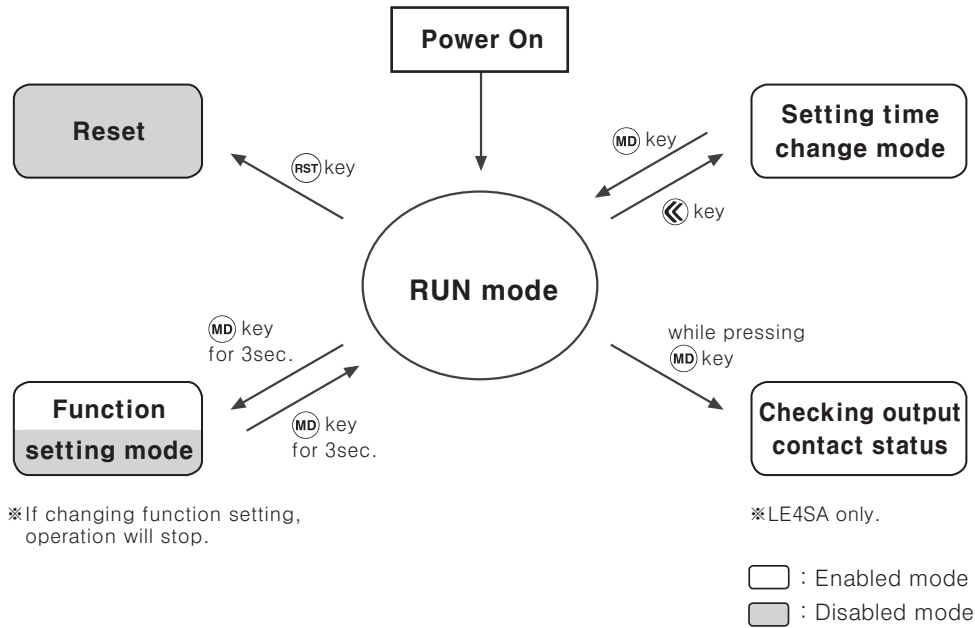 Power On
Reset
Setting time
change mode
RST key
MD key
key
RUN mode
MD key
for 3sec.
while pressing
MD key
Function
setting mode
MD key
for 3sec.
Checking output
contact status
※If changing function setting,
operation will stop.
※LE4SA only.
: Enabled mode
: Disabled mode